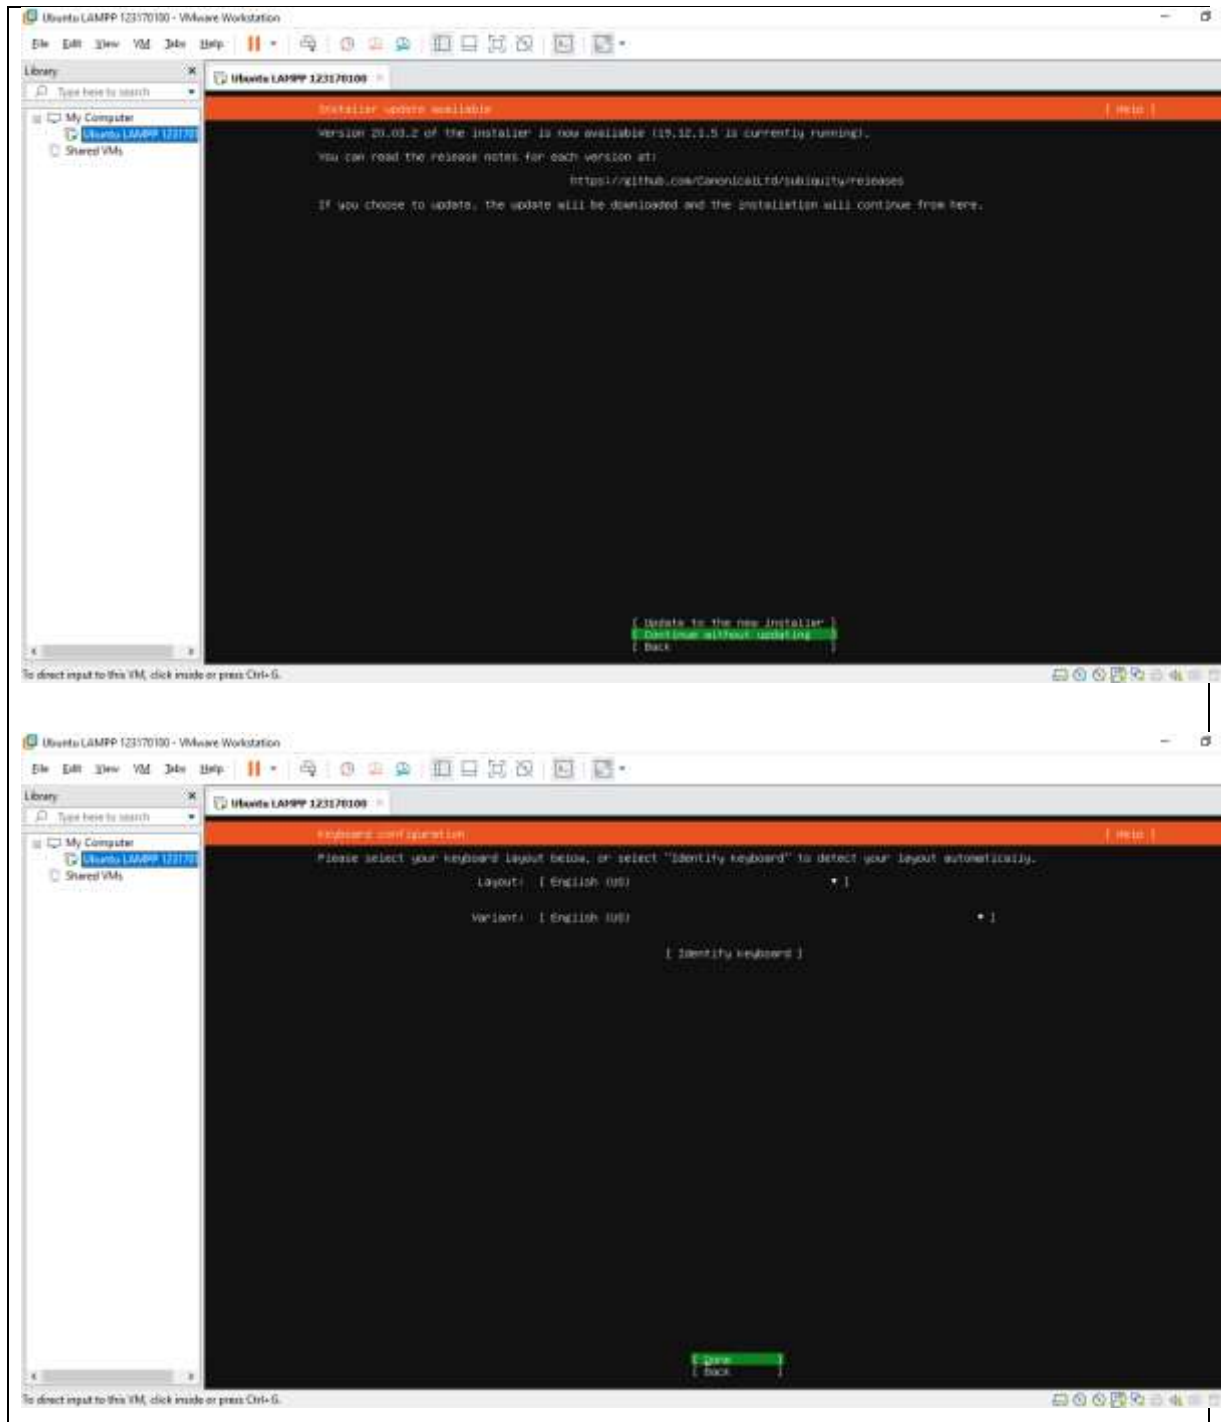 Ubuntu LAMPP 123170100 - VMware Workstation
File Edit View VM Tabs Help
Library
Type here to search
My Computer
Ubuntu LAMPP 123170
Shared VMs
Ubuntu LAMPP 123170100
Installer update available [ Help ]
Version 20.03.2 of the installer is now available (19.12.1.5 is currently running).
You can read the release notes for each version at:
https://github.com/CanonicalLtd/subiquity/releases
If you choose to update, the update will be downloaded and the installation will continue from here.
[ Update to the new installer ]
[ Continue without updating ]
[ Back ]
To direct input to this VM, click inside or press Ctrl+G.
Ubuntu LAMPP 123170100 - VMware Workstation
File Edit View VM Tabs Help
Library
Type here to search
My Computer
Ubuntu LAMPP 123170
Shared VMs
Ubuntu LAMPP 123170100
Keyboard configuration [ Help ]
Please select your keyboard layout below, or select "Identify keyboard" to detect your layout automatically.
Layout: [ English (US) ▾ ]
Variant: [ English (US) ▾ ]
[ Identify keyboard ]
[ Done ]
[ Back ]
To direct input to this VM, click inside or press Ctrl+G.